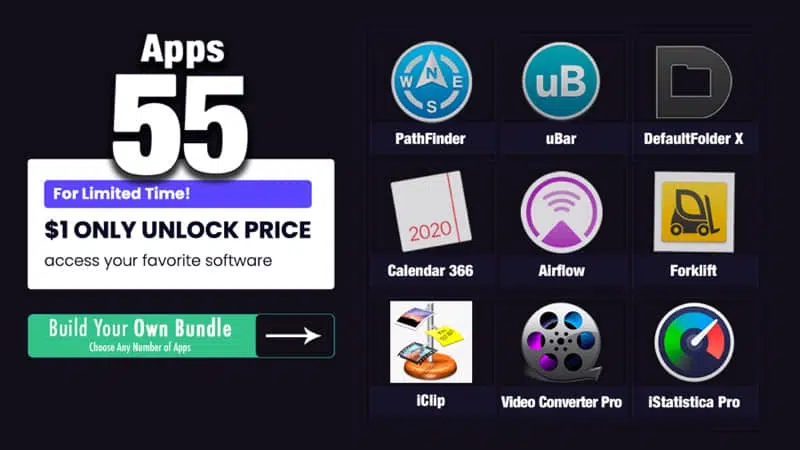 Apps
55
For Limited Time!
$1 ONLY UNLOCK PRICE
access your favorite software
Build Your Own Bundle
Choose Any Number of Apps
N
W E
S
PathFinder
uB
uBar
DefaultFolder X
2020
Calendar 366
Airflow
Forklift
iClip
Video Converter Pro
iStatistica Pro